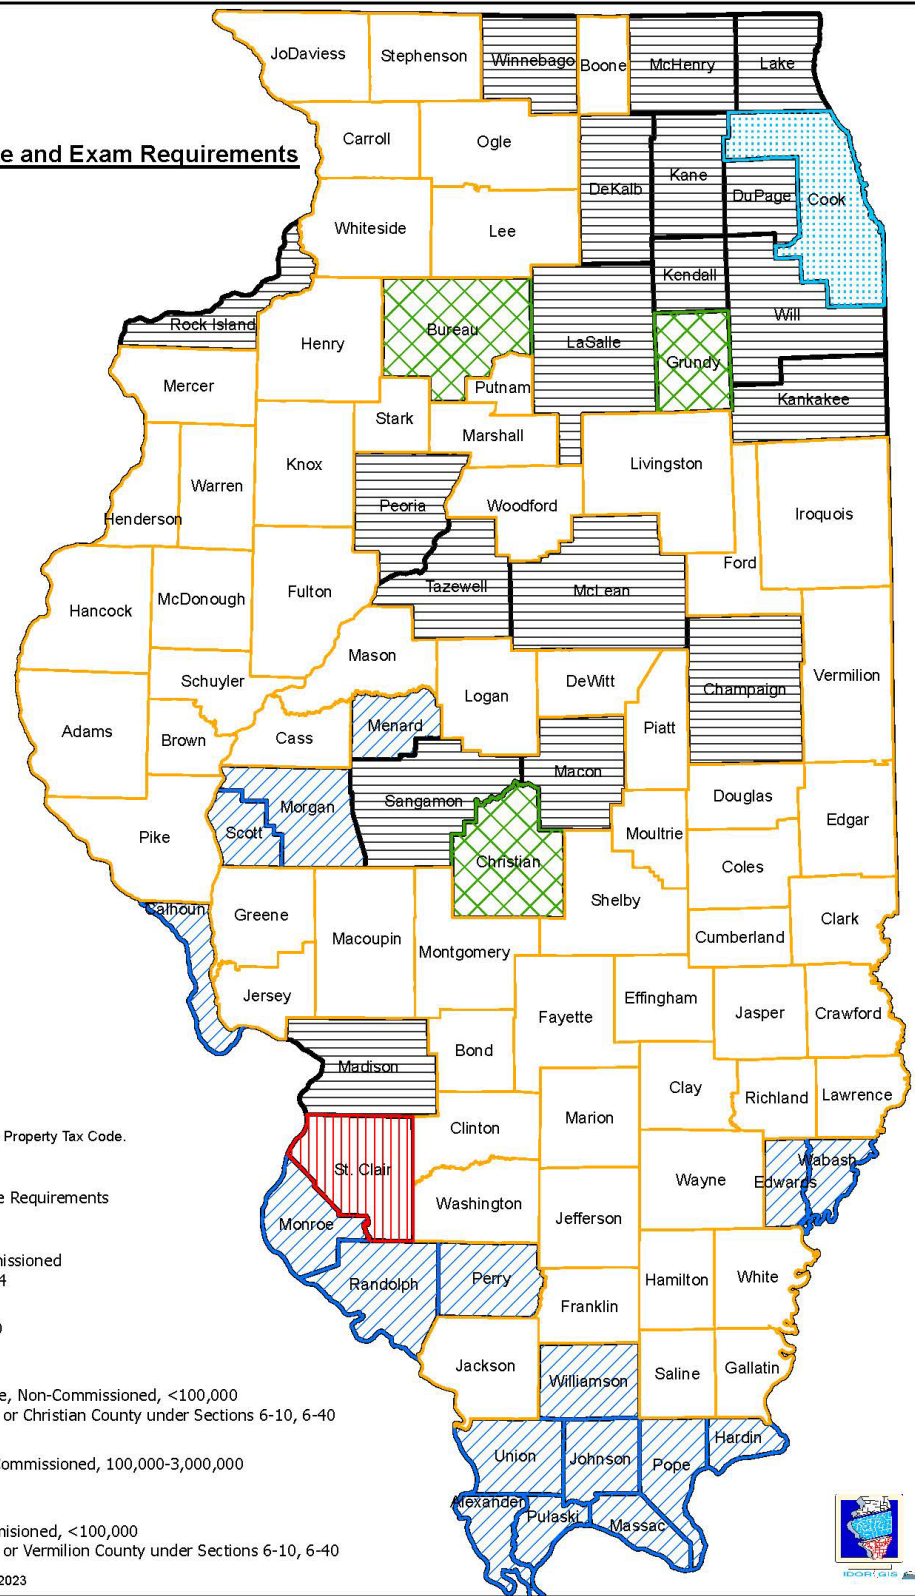 JoDaviess
Stephenson
Winnebago
Boone
McHenry
Lake
e and Exam Requirements
Carroll
Ogle
DeKalb
Kane
DuPage
Cook
Whiteside
Lee
Kendall
Rock Island
Henry
Bureau
LaSalle
Grundy
Will
Mercer
Putnam
Kankakee
Stark
Marshall
Knox
Livingston
Warren
Peoria
Woodford
Henderson
Iroquois
Ford
Hancock
McDonough
Fulton
Tazewell
McLean
Mason
Schuyler
Logan
DeWitt
Champaign
Vermilion
Adams
Brown
Cass
Menard
Piatt
Macon
Sangamon
Douglas
Pike
Scott
Morgan
Christian
Moultrie
Edgar
Coles
Shelby
Calhoun
Greene
Macoupin
Montgomery
Cumberland
Clark
Jersey
Effingham
Fayette
Jasper
Crawford
Bond
Madison
Clay
Richland
Lawrence
Property Tax Code.
Clinton
Marion
St. Clair
Wayne
Edwards
Wabash
e Requirements
Washington
Monroe
Jefferson
nissioned
4
Randolph
Perry
Hamilton
White
Franklin
)
Jackson
Williamson
Saline
Gallatin
e, Non-Commissioned, <100,000
or Christian County under Sections 6-10, 6-40
Union
Johnson
Pope
Hardin
Commissioned, 100,000-3,000,000
Alexander
Pulaski
Massac
misioned, <100,000
or Vermilion County under Sections 6-10, 6-40
2023
IDOR GIS